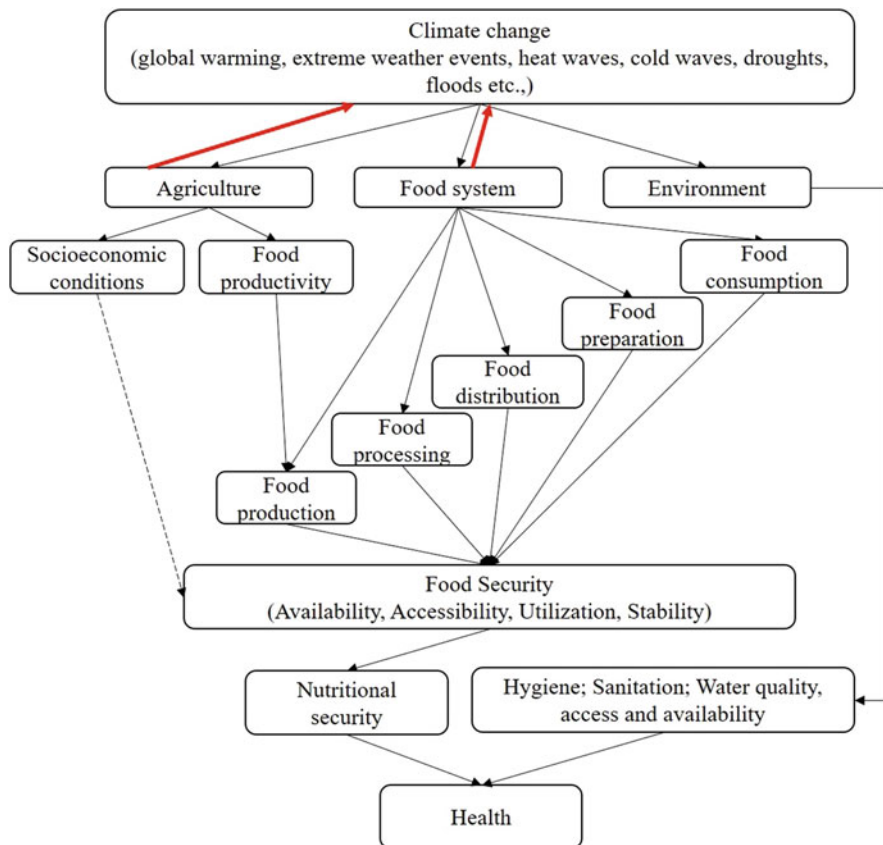 Climate change
(global warming, extreme weather events, heat waves, cold waves, droughts,
floods etc.,)
Agriculture
Food system
Environment
Socioeconomic
conditions
Food
productivity
Food
consumption
Food
preparation
Food
distribution
Food
processing
Food
production
Food Security
(Availability, Accessibility, Utilization, Stability)
Nutritional
security
Hygiene; Sanitation; Water quality,
access and availability
Health